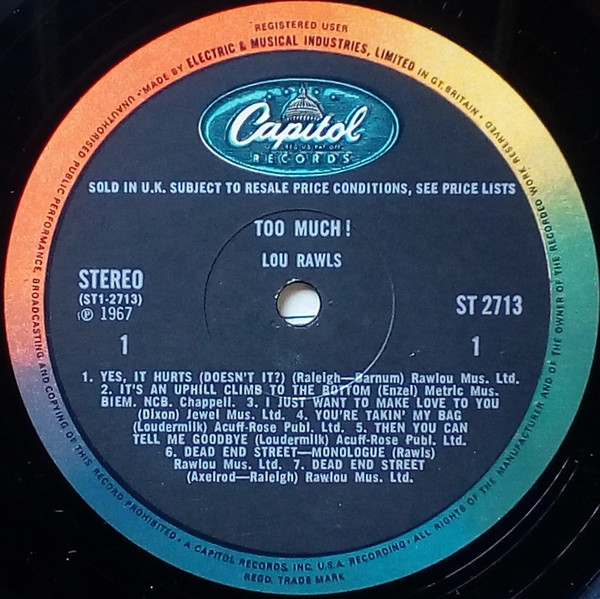 REGISTERED USER
UNAUTHORISED PUBLIC PERFORMANCE, BROADCASTING AND COPYING OF THIS RECORD PROHIBITED · MADE BY ELECTRIC & MUSICAL INDUSTRIES, LIMITED IN GT. BRITAIN ·
Capitol
REG. U.S. PAT. OFF.
RECORDS
SOLD IN U.K. SUBJECT TO RESALE PRICE CONDITIONS, SEE PRICE LISTS
TOO MUCH!
LOU RAWLS
STEREO
(ST1-2713)
℗ 1967
ST 2713
1
1
1. YES, IT HURTS (DOESN'T IT?) (Raleigh—Barnum) Rawlou Mus. Ltd.
2. IT'S AN UPHILL CLIMB TO THE BOTTOM (Enzel) Metric Mus.
BIEM. NCB. Chappell. 3. I JUST WANT TO MAKE LOVE TO YOU
(Dixon) Jewel Mus. Ltd. 4. YOU'RE TAKIN' MY BAG
(Loudermilk) Acuff-Rose Publ. Ltd. 5. THEN YOU CAN
TELL ME GOODBYE (Loudermilk) Acuff-Rose Publ. Ltd.
6. DEAD END STREET—MONOLOGUE (Rawls)
Rawlou Mus. Ltd. 7. DEAD END STREET
(Axelrod—Raleigh) Rawlou Mus. Ltd.
· A CAPITOL RECORDS, INC. U.S.A. RECORDING · ALL RIGHTS OF THE MANUFACTURER AND OF THE OWNER OF THE RECORDED WORK RESERVED
REGD. TRADE MARK